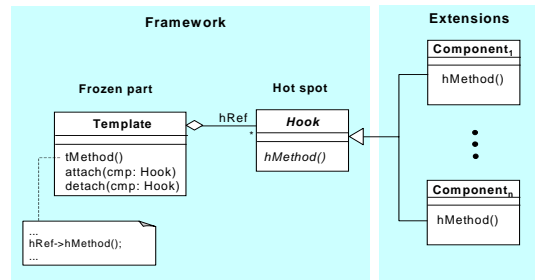 Framework
Extensions
Frozen part
Hot spot
Template
tMethod()
attach(cmp: Hook)
detach(cmp: Hook)
hRef
*
Hook
hMethod()
...
hRef->hMethod();
...
Component1
hMethod()
Componentn
hMethod()